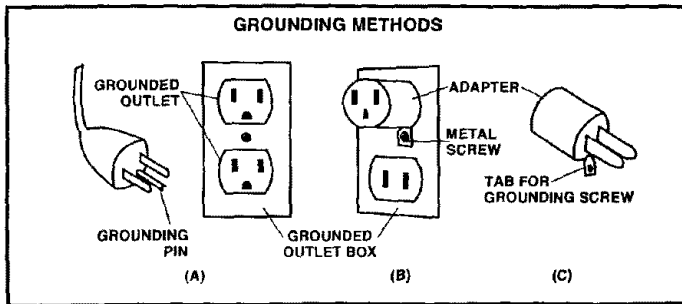 GROUNDING METHODS
GROUNDED
OUTLET
ADAPTER
METAL
SCREW
TAB FOR
GROUNDING SCREW
GROUNDING
PIN
GROUNDED
OUTLET BOX
(A)
(B)
(C)